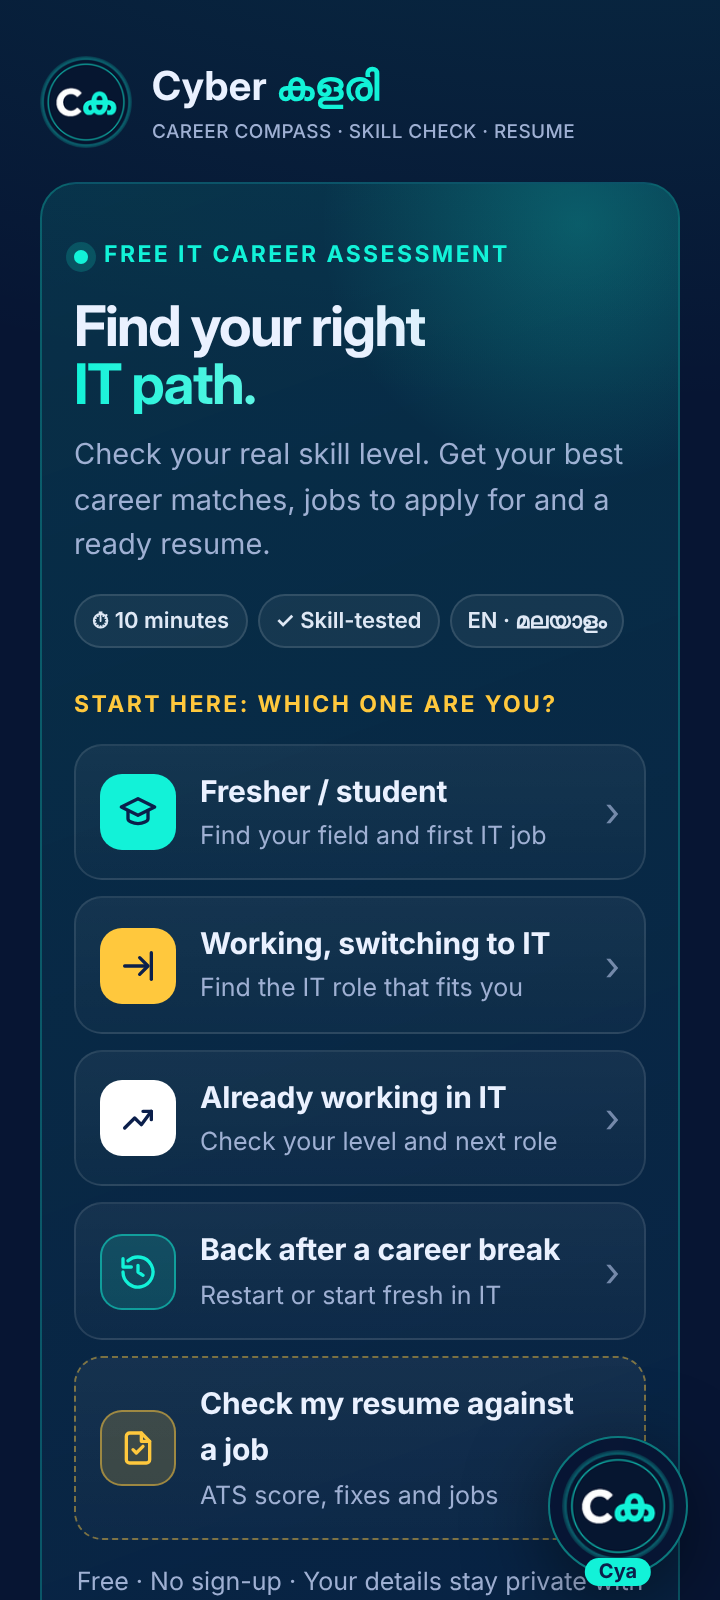 Cക
Cyber കളരി
CAREER COMPASS · SKILL CHECK · RESUME
FREE IT CAREER ASSESSMENT
Find your right
IT path.
Check your real skill level. Get your best
career matches, jobs to apply for and a
ready resume.
⏱ 10 minutes
✓ Skill-tested
EN · മലയാളം
START HERE: WHICH ONE ARE YOU?
Fresher / student
Find your field and first IT job
Working, switching to IT
Find the IT role that fits you
Already working in IT
Check your level and next role
Back after a career break
Restart or start fresh in IT
Check my resume against
a job
ATS score, fixes and jobs
Cക
Cya
Free · No sign-up · Your details stay private with